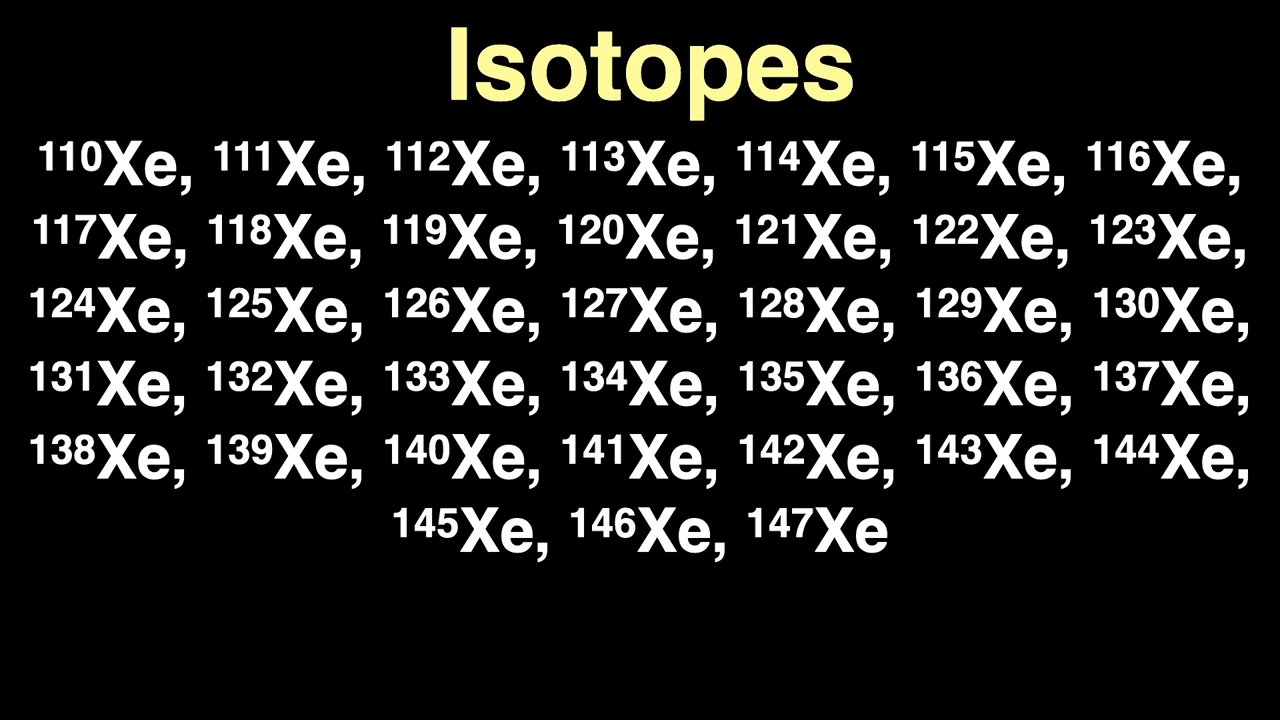 Isotopes
¹¹⁰Xe, ¹¹¹Xe, ¹¹²Xe, ¹¹³Xe, ¹¹⁴Xe, ¹¹⁵Xe, ¹¹⁶Xe,
¹¹⁷Xe, ¹¹⁸Xe, ¹¹⁹Xe, ¹²⁰Xe, ¹²¹Xe, ¹²²Xe, ¹²³Xe,
¹²⁴Xe, ¹²⁵Xe, ¹²⁶Xe, ¹²⁷Xe, ¹²⁸Xe, ¹²⁹Xe, ¹³⁰Xe,
¹³¹Xe, ¹³²Xe, ¹³³Xe, ¹³⁴Xe, ¹³⁵Xe, ¹³⁶Xe, ¹³⁷Xe,
¹³⁸Xe, ¹³⁹Xe, ¹⁴⁰Xe, ¹⁴¹Xe, ¹⁴²Xe, ¹⁴³Xe, ¹⁴⁴Xe,
¹⁴⁵Xe, ¹⁴⁶Xe, ¹⁴⁷Xe